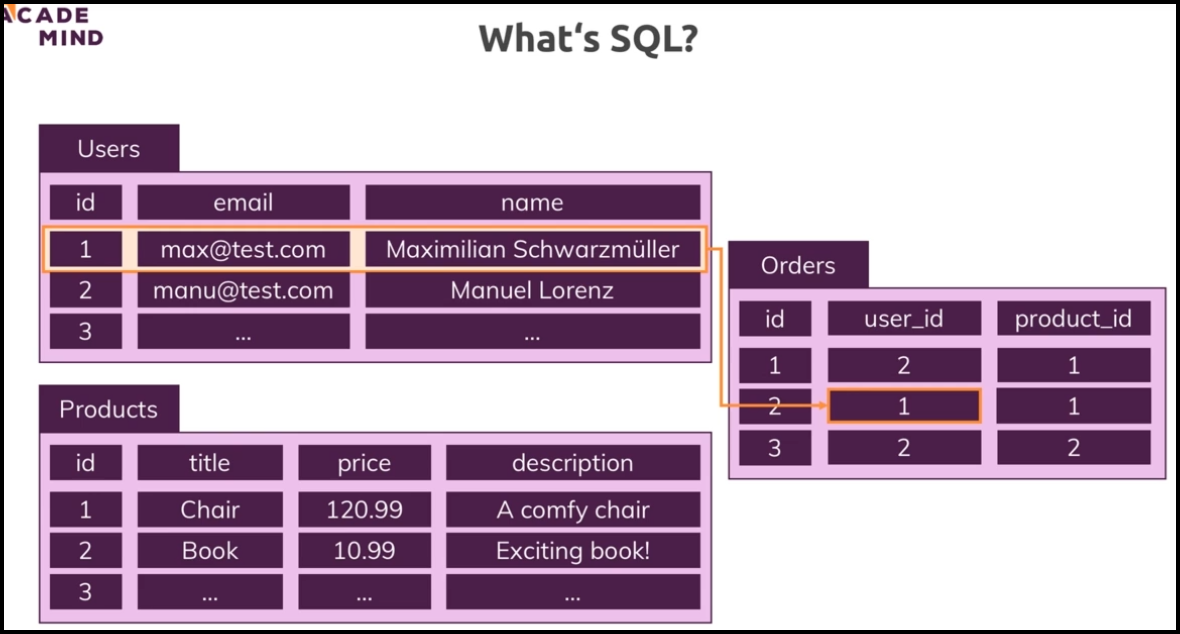 ACADE
MIND
What‘s SQL?
Users
id email name
1 max@test.com Maximilian Schwarzmüller
2 manu@test.com Manuel Lorenz
3 ... ...
Orders
id user_id product_id
1 2 1
2 1 1
3 2 2
Products
id title price description
1 Chair 120.99 A comfy chair
2 Book 10.99 Exciting book!
3 ... ... ...